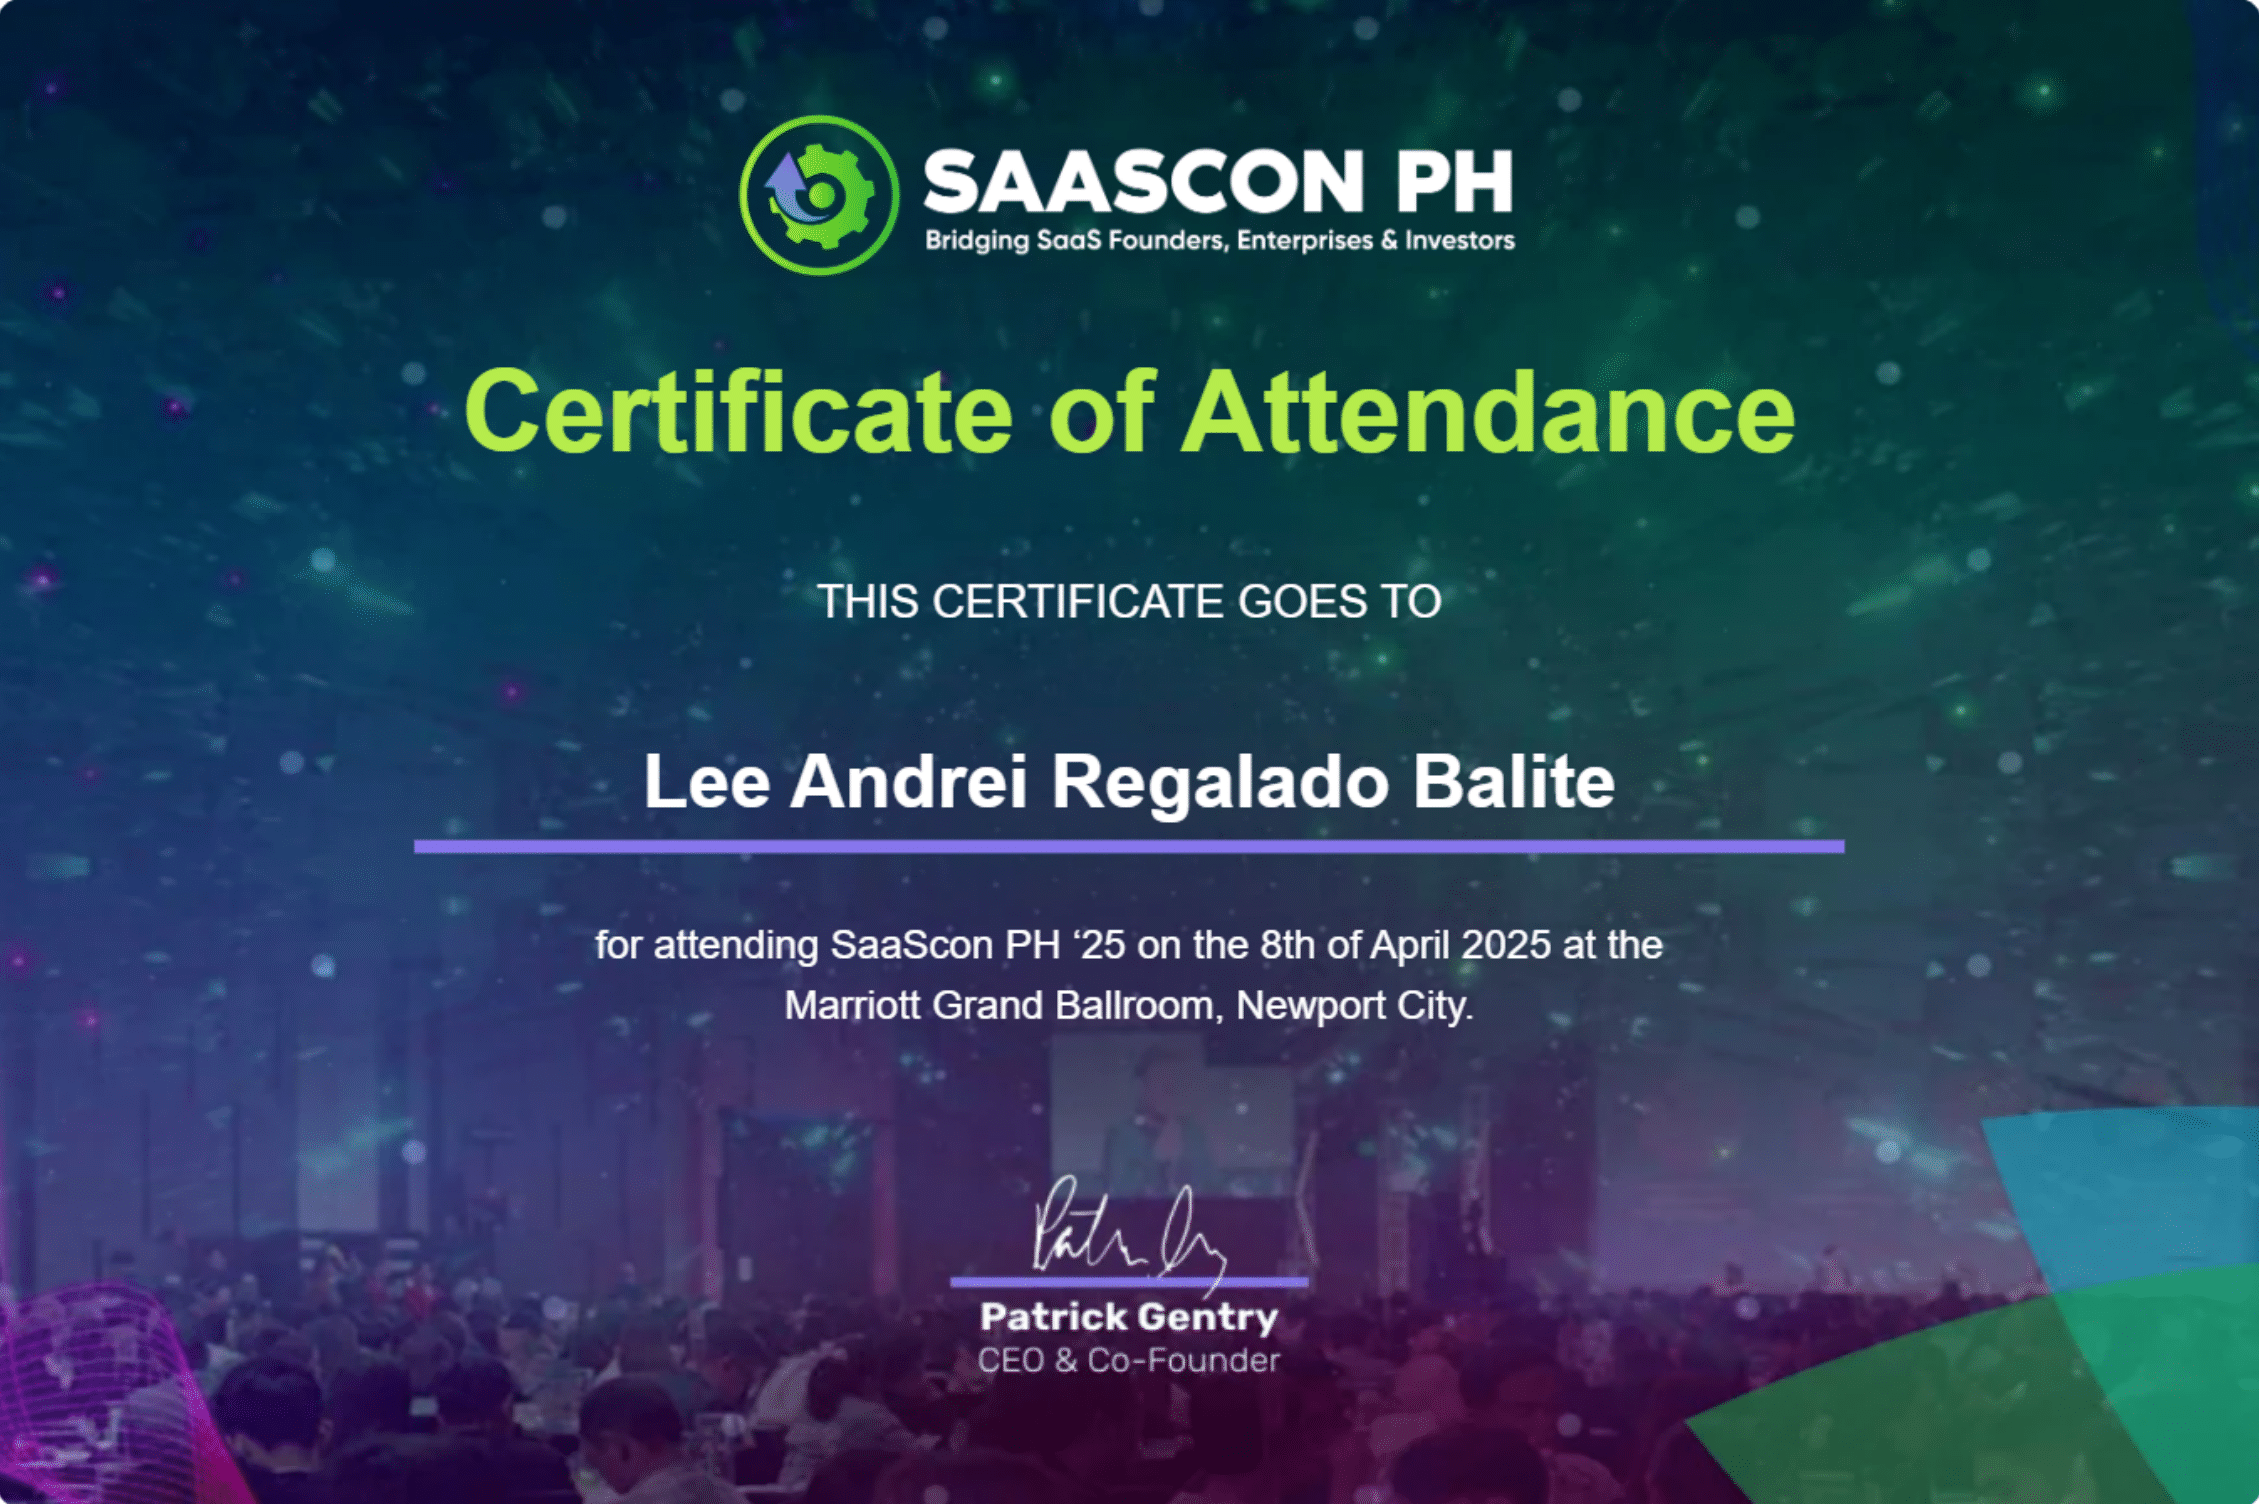 SAASCON PH
Bridging SaaS Founders, Enterprises & Investors
Certificate of Attendance
THIS CERTIFICATE GOES TO
Lee Andrei Regalado Balite
for attending SaaScon PH ‘25 on the 8th of April 2025 at the
Marriott Grand Ballroom, Newport City.
Patrick Gentry
CEO & Co-Founder